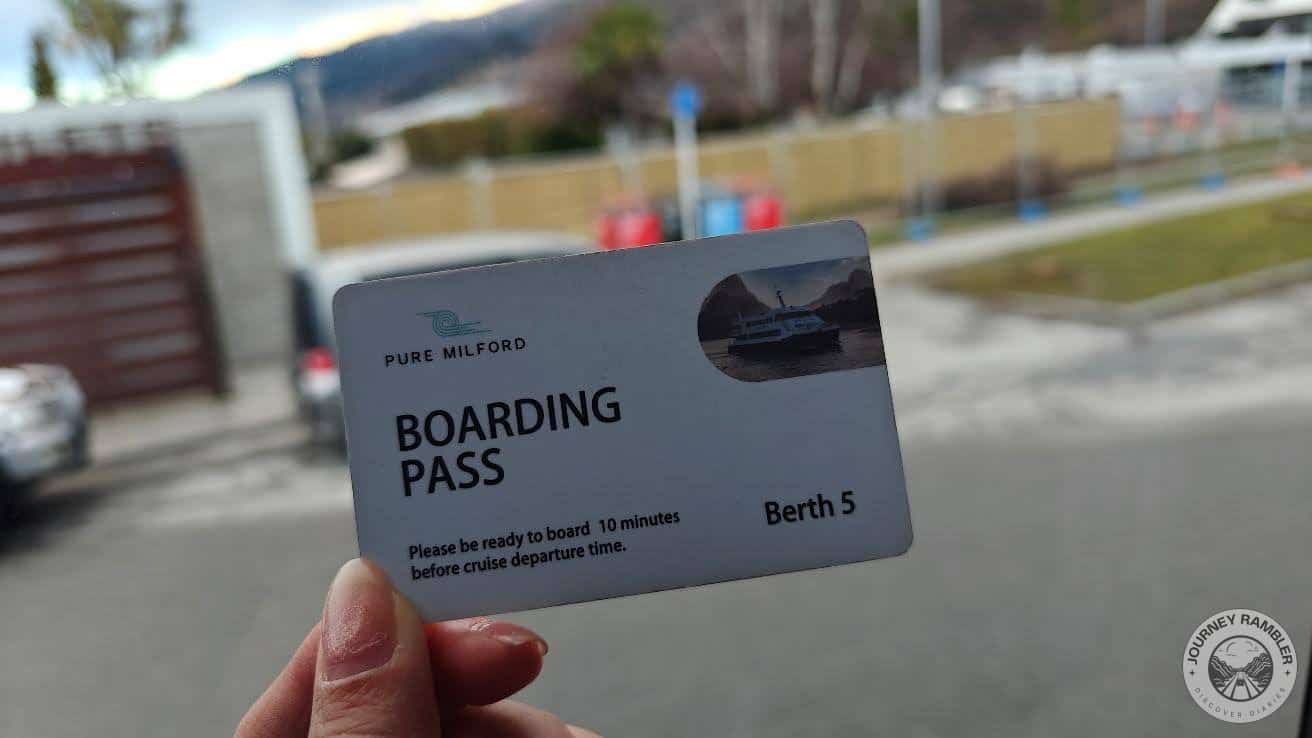 PURE MILFORD
BOARDING
PASS
Please be ready to board 10 minutes
before cruise departure time.
Berth 5
JOURNEY RAMBLER
DISCOVER DIARIES